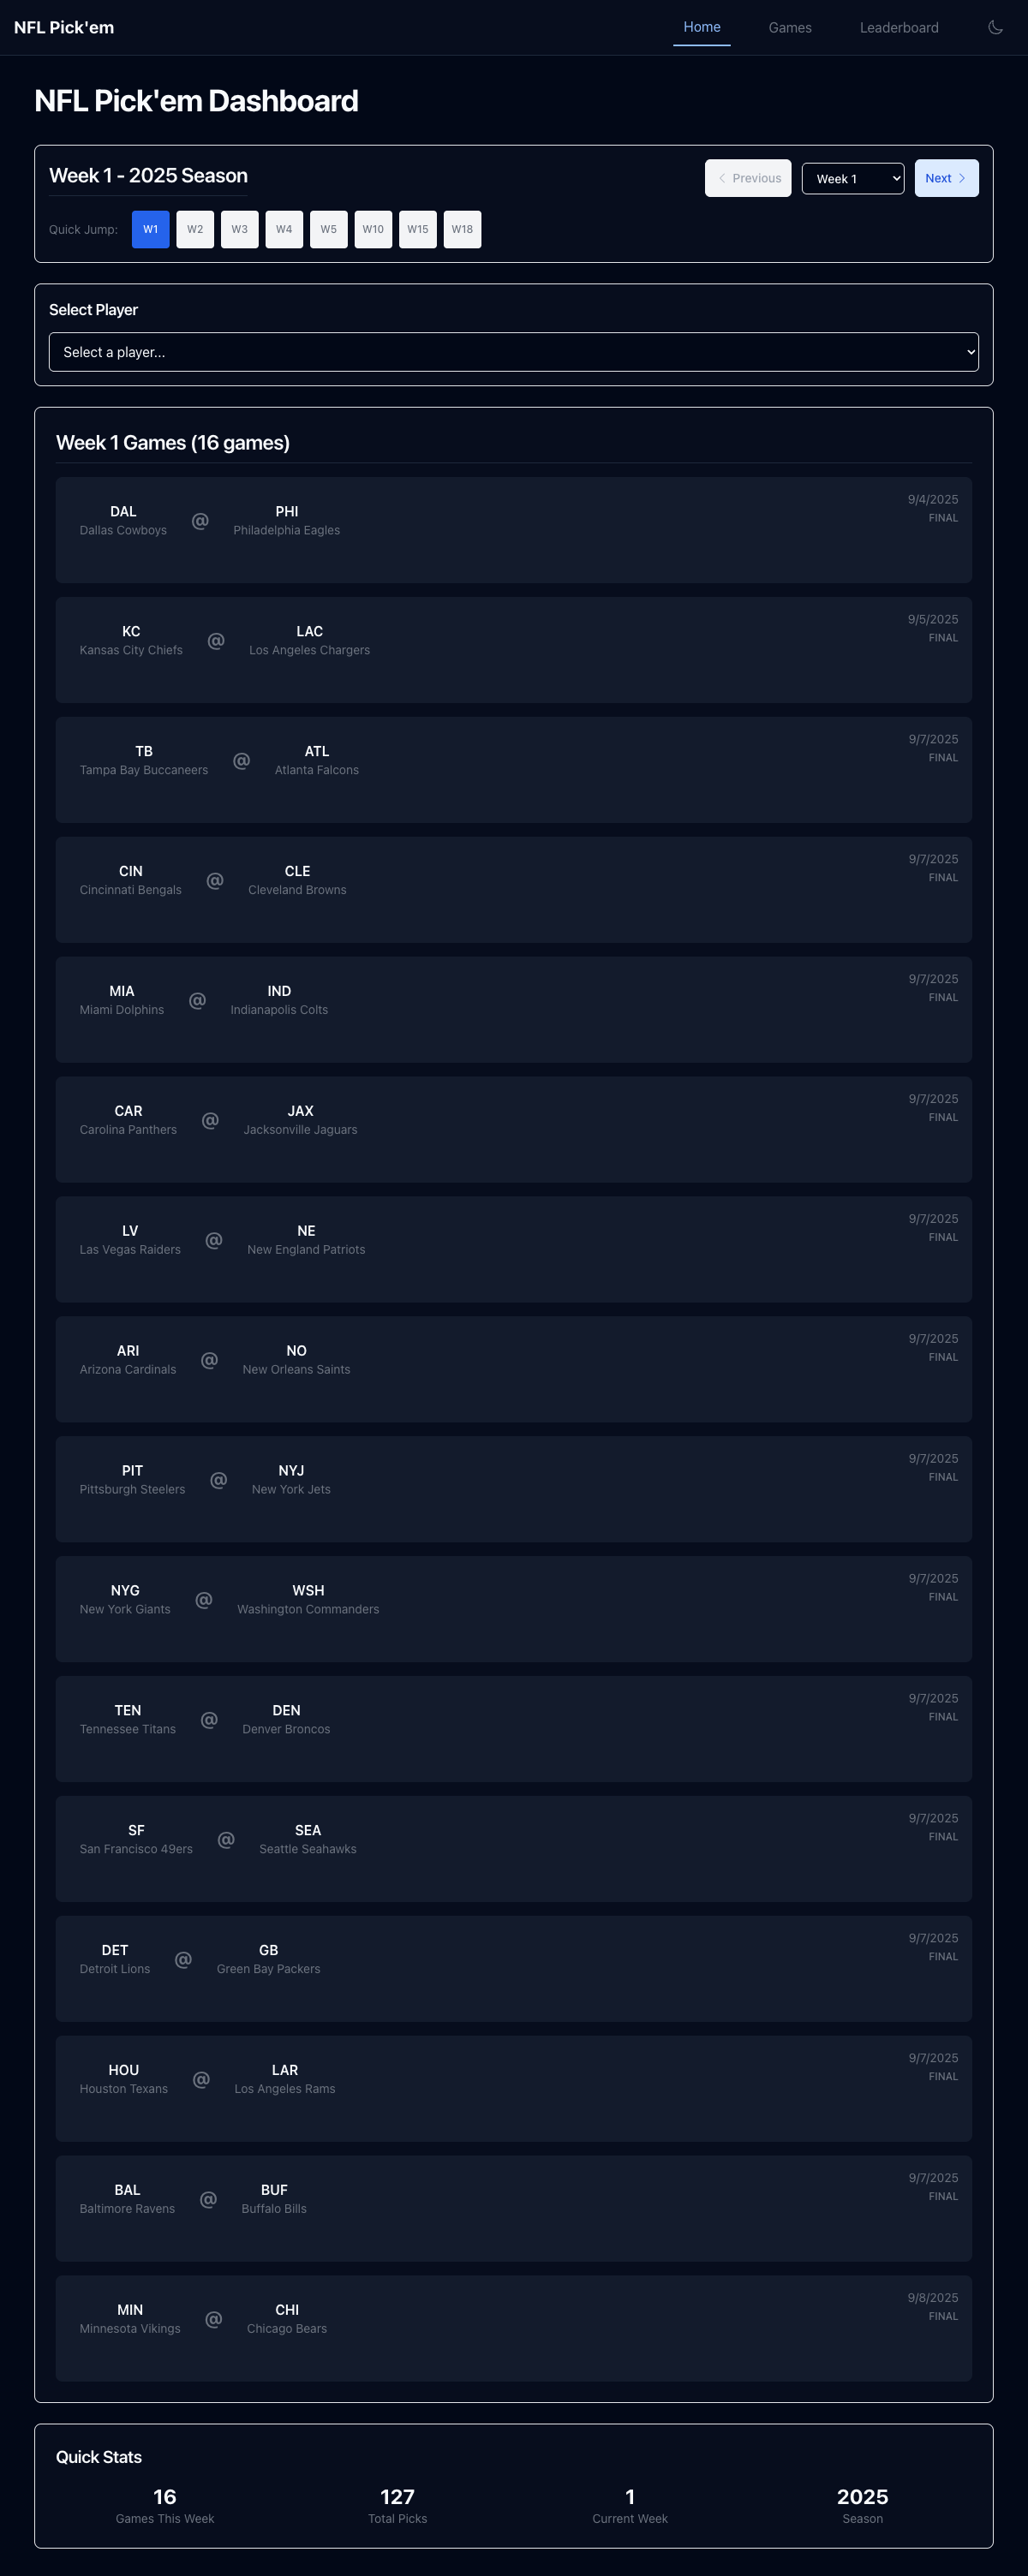 NFL Pick'em
Home
Games
Leaderboard
NFL Pick'em Dashboard
Week 1 - 2025 Season
Previous
Week 1
Next
Quick Jump:
W1
W2
W3
W4
W5
W10
W15
W18
Select Player
Select a player...
Week 1 Games (16 games)
DAL
Dallas Cowboys
@
PHI
Philadelphia Eagles
9/4/2025
FINAL
KC
Kansas City Chiefs
@
LAC
Los Angeles Chargers
9/5/2025
FINAL
TB
Tampa Bay Buccaneers
@
ATL
Atlanta Falcons
9/7/2025
FINAL
CIN
Cincinnati Bengals
@
CLE
Cleveland Browns
9/7/2025
FINAL
MIA
Miami Dolphins
@
IND
Indianapolis Colts
9/7/2025
FINAL
CAR
Carolina Panthers
@
JAX
Jacksonville Jaguars
9/7/2025
FINAL
LV
Las Vegas Raiders
@
NE
New England Patriots
9/7/2025
FINAL
ARI
Arizona Cardinals
@
NO
New Orleans Saints
9/7/2025
FINAL
PIT
Pittsburgh Steelers
@
NYJ
New York Jets
9/7/2025
FINAL
NYG
New York Giants
@
WSH
Washington Commanders
9/7/2025
FINAL
TEN
Tennessee Titans
@
DEN
Denver Broncos
9/7/2025
FINAL
SF
San Francisco 49ers
@
SEA
Seattle Seahawks
9/7/2025
FINAL
DET
Detroit Lions
@
GB
Green Bay Packers
9/7/2025
FINAL
HOU
Houston Texans
@
LAR
Los Angeles Rams
9/7/2025
FINAL
BAL
Baltimore Ravens
@
BUF
Buffalo Bills
9/7/2025
FINAL
MIN
Minnesota Vikings
@
CHI
Chicago Bears
9/8/2025
FINAL
Quick Stats
16
Games This Week
127
Total Picks
1
Current Week
2025
Season